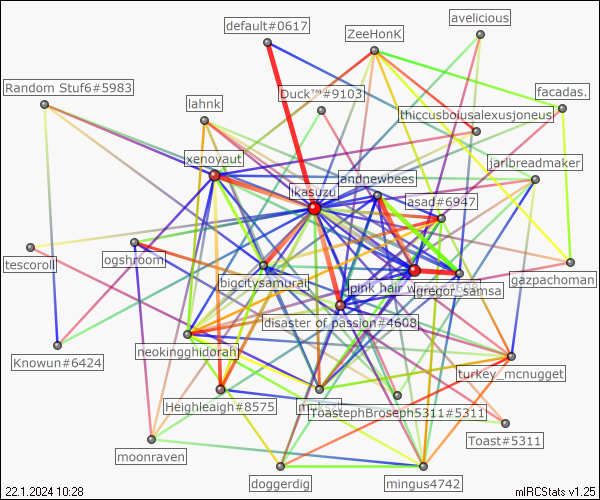 default#0617
avelicious
ZeeHonK
Random Stuf6#5983
Duck™#9103
facadas.
lahnk
thiccusboiusalexusjoneus
xenoyaut
jarlbreadmaker
andnewbees
ikasuzu
asad#6947
tescoroll
ogshroom
bigcitysamurai
pink hair
gregor_samsa
gazpachoman
disaster of passion#4608
neokingghidorah
Knowun#6424
turkey_mcnugget
Heighleaigh#8575
ToastephBroseph5311#5311
Toast#5311
moonraven
doggerdig
mingus4742
22.1.2024 10:28
mIRCStats v1.25